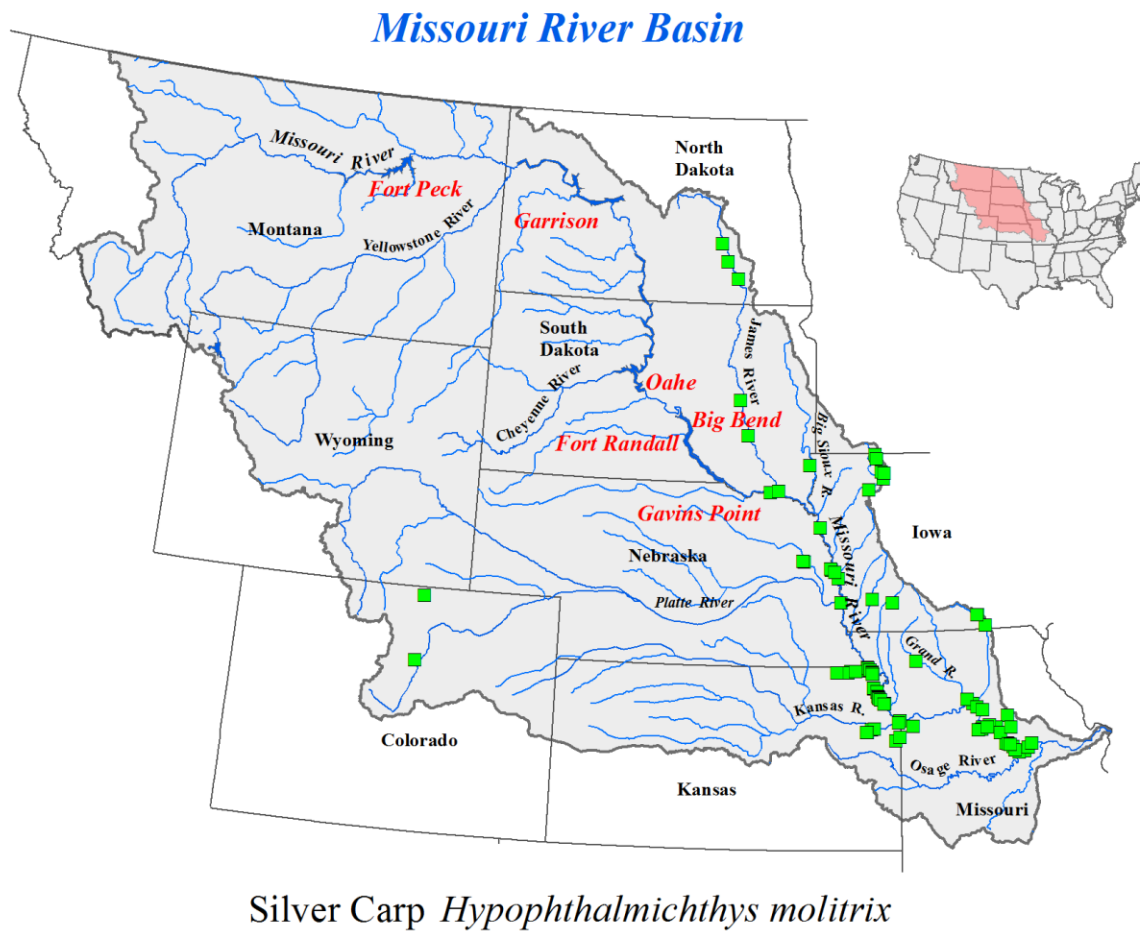 Missouri River Basin
North
Dakota
Missouri River
Fort Peck
Garrison
Montana
Yellowstone River
South
Dakota
James River
Oahe
Cheyenne River
Big Bend
Big Sioux R.
Wyoming
Fort Randall
Gavins Point
Missouri River
Iowa
Nebraska
Platte River
Grand R.
Kansas R.
Colorado
Osage River
Kansas
Missouri
Silver Carp Hypophthalmichthys molitrix